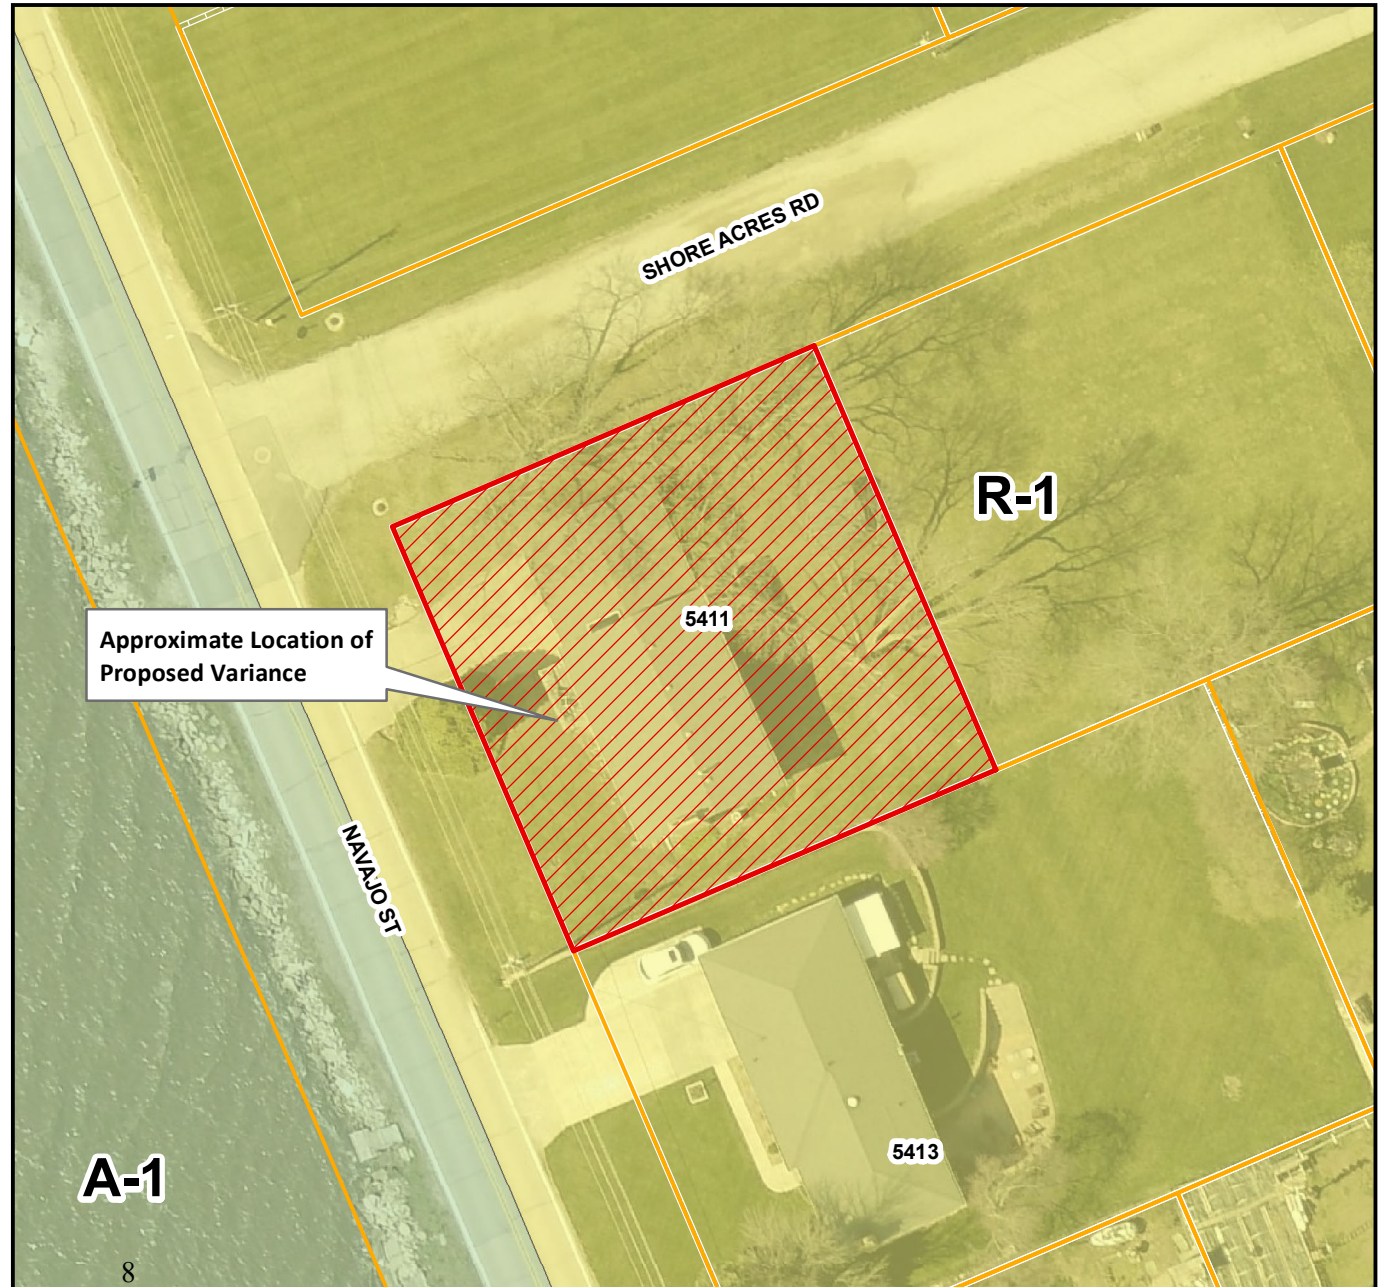 SHORE ACRES RD
R-1
5411
Approximate Location of
Proposed Variance
NAVAJO ST
5413
A-1
8